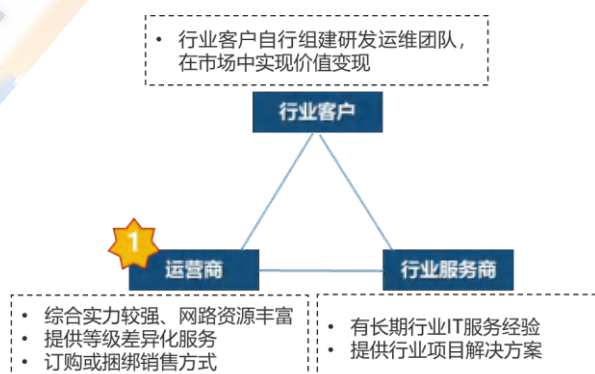 • 行业客户自行组建研发运维团队，
在市场中实现价值变现
行业客户
1
运营商
行业服务商
• 综合实力较强、网路资源丰富
• 提供等级差异化服务
• 订购或捆绑销售方式
• 有长期行业IT服务经验
• 提供行业项目解决方案